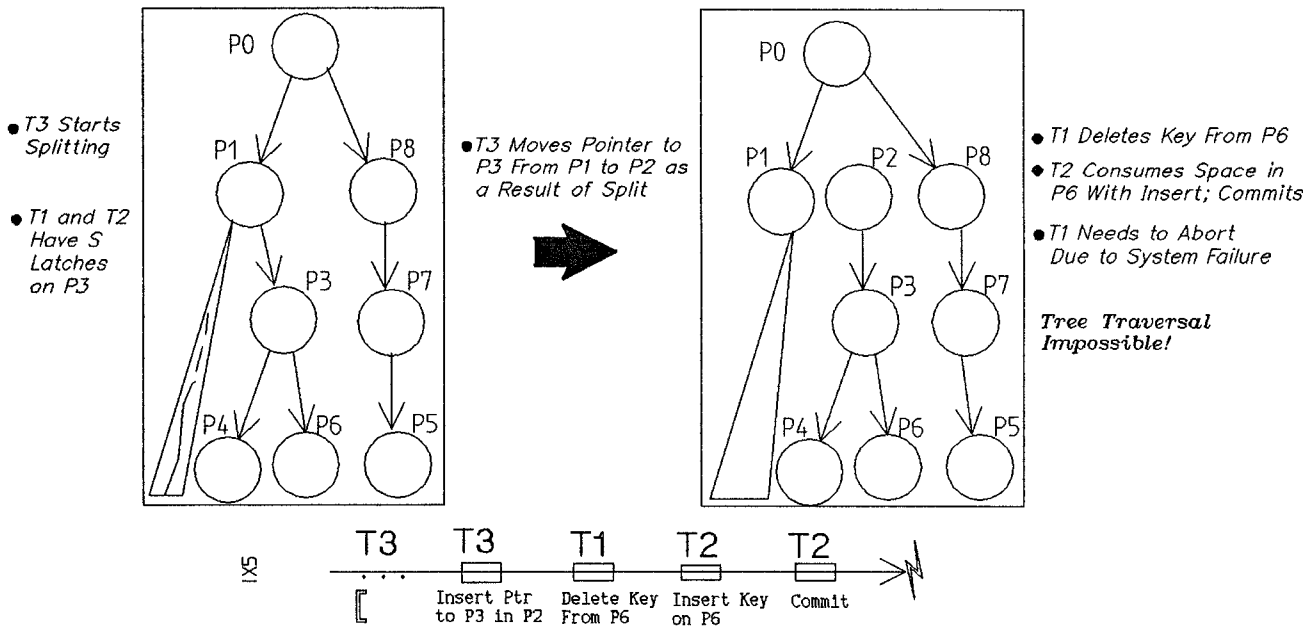 ● T3 Starts
Splitting
● T1 and T2
Have S
Latches
on P3
P0
P1
P8
P3
P7
P4
P6
P5
● T3 Moves Pointer to
P3 From P1 to P2 as
a Result of Split
P0
P1
P2
P8
P3
P7
P4
P6
P5
● T1 Deletes Key From P6
● T2 Consumes Space in
P6 With Insert; Commits
● T1 Needs to Abort
Due to System Failure
Tree Traversal
Impossible!
IX5
T3
T3
T1
T2
T2
. . .
[
Insert Ptr
to P3 in P2
Delete Key
From P6
Insert Key
on P6
Commit